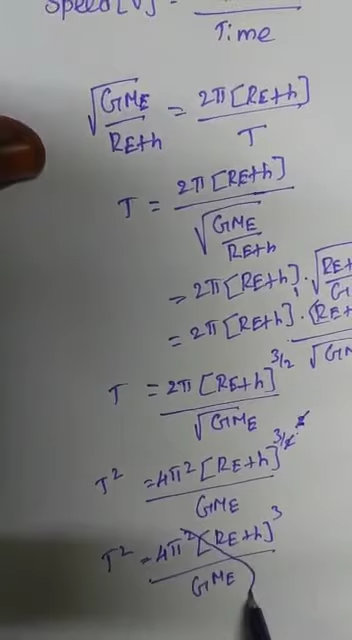 Speed[V] =
Time
√(GME/RE+h) = 2π[RE+h]/T
T = 2π[RE+h]/√(GME/RE+h)
= 2π[RE+h] . √(RE+/G
= 2π[RE+h] . [RE+/√GM
T = 2π[RE+h]^3/2/√GME
T² = 4π²[RE+h]^3/2·2/GME
T² = 4π²[RE+h]³/GME